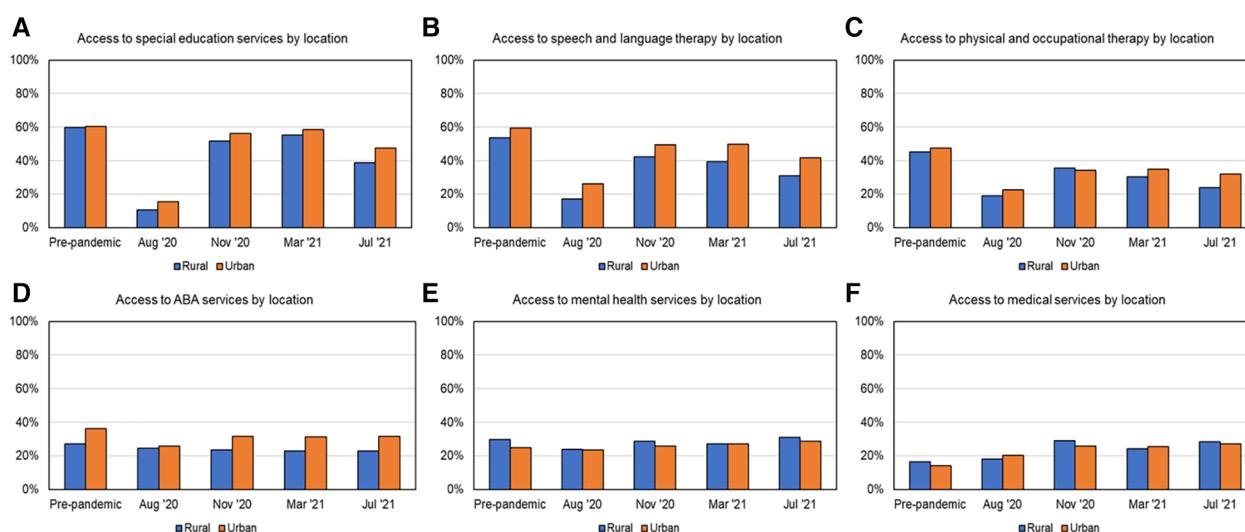 A
Access to special education services by location
100%
80%
60%
40%
20%
0%
Pre-pandemic Aug '20 Nov '20 Mar '21 Jul '21
Rural Urban
B
Access to speech and language therapy by location
100%
80%
60%
40%
20%
0%
Pre-pandemic Aug '20 Nov '20 Mar '21 Jul '21
Rural Urban
C
Access to physical and occupational therapy by location
100%
80%
60%
40%
20%
0%
Pre-pandemic Aug '20 Nov '20 Mar '21 Jul '21
Rural Urban
D
Access to ABA services by location
100%
80%
60%
40%
20%
0%
Pre-pandemic Aug '20 Nov '20 Mar '21 Jul '21
Rural Urban
E
Access to mental health services by location
100%
80%
60%
40%
20%
0%
Pre-pandemic Aug '20 Nov '20 Mar '21 Jul '21
Rural Urban
F
Access to medical services by location
100%
80%
60%
40%
20%
0%
Pre-pandemic Aug '20 Nov '20 Mar '21 Jul '21
Rural Urban